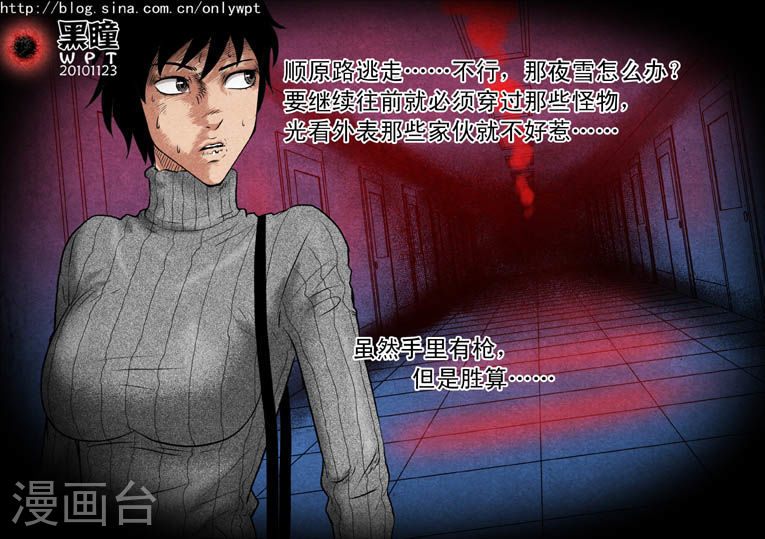 http://blog.sina.com.cn/onlywpt
黑瞳
WPT
20101123
顺原路逃走……不行，那夜雪怎么办？
要继续往前就必须穿过那些怪物，
光看外表那些家伙就不好惹……
虽然手里有枪，
但是胜算……
漫画台